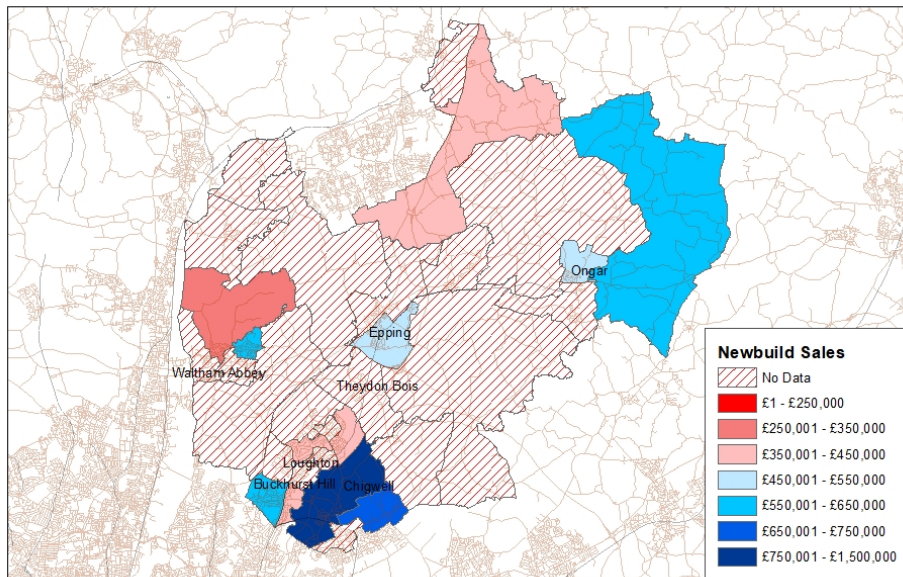 Ongar
Epping
Waltham Abbey
Theydon Bois
Loughton
Buckhurst Hill
Chigwell
Newbuild Sales
No Data
£1 - £250,000
£250,001 - £350,000
£350,001 - £450,000
£450,001 - £550,000
£550,001 - £650,000
£650,001 - £750,000
£750,001 - £1,500,000